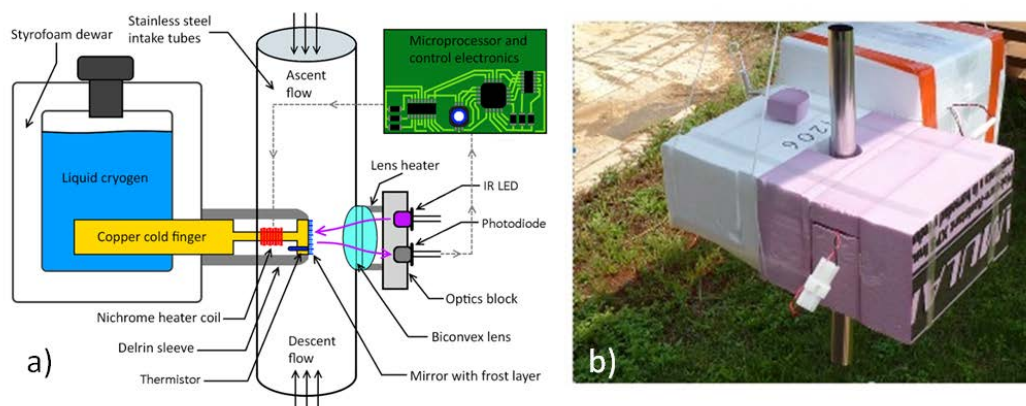 Styrofoam dewar
Stainless steel
intake tubes
Ascent
flow
Microprocessor and
control electronics
Liquid cryogen
Copper cold finger
Lens heater
IR LED
Photodiode
Optics block
Biconvex lens
Mirror with frost layer
Nichrome heater coil
Delrin sleeve
Thermistor
Descent
flow
a)
1206
b)